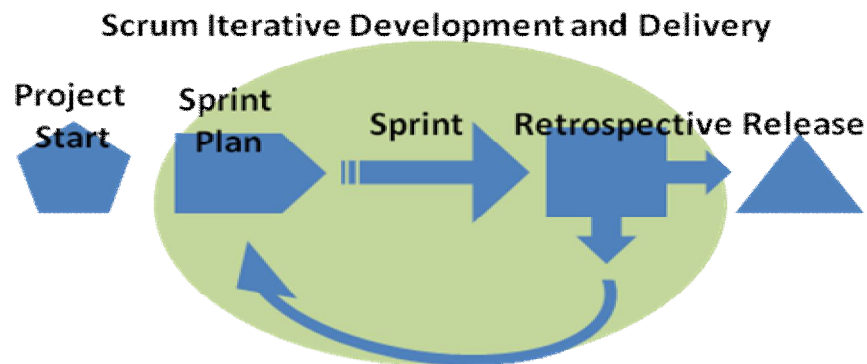 Scrum Iterative Development and Delivery
Project
Start
Sprint
Plan
Sprint
Retrospective
Release